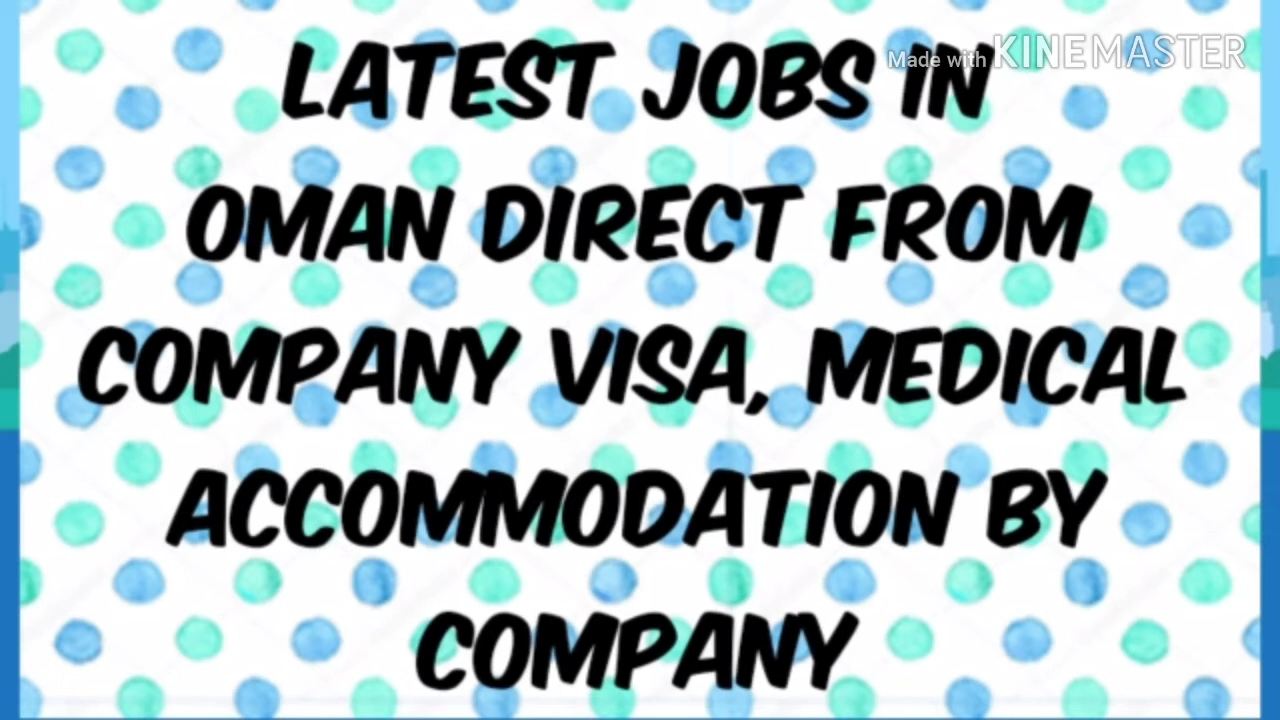 LATEST JOBS IN
Made with KINEMASTER
OMAN DIRECT FROM
COMPANY VISA, MEDICAL
ACCOMMODATION BY
COMPANY